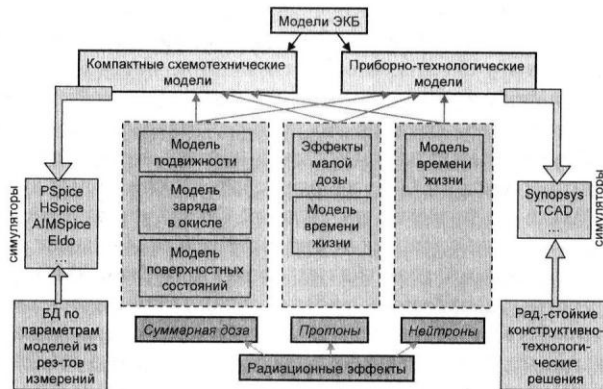 Модели ЭКБ
Компактные схемотехнические
модели
Приборно-технологические
модели
Модель
подвижности
Модель
заряда
в окисле
Модель
поверхностных
состояний
Эффекты
малой
дозы
Модель
времени
жизни
Модель
времени
жизни
симуляторы
PSpice
HSpice
AIMSpice
Eldo
...
Synopsys
TCAD
...
симуляторы
БД по
параметрам
моделей из
рез-тов
измерений
Суммарная доза
Протоны
Нейтроны
Радиационные эффекты
Рад.-стойкие
конструктивно-
технологи-
ческие
решения